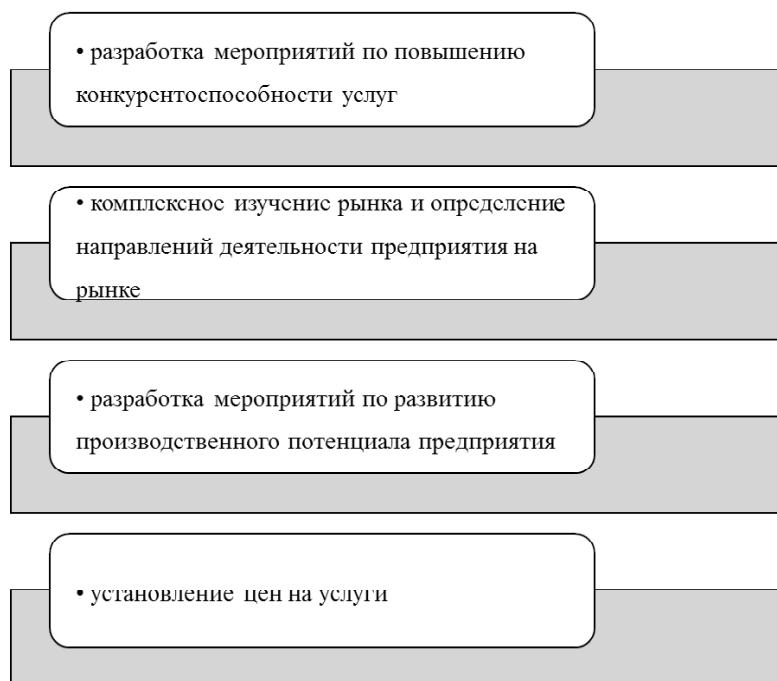 • разработка мероприятий по повышению
конкурентоспособности услуг
• комплексное изучение рынка и определение
направлений деятельности предприятия на
рынке
• разработка мероприятий по развитию
производственного потенциала предприятия
• установление цен на услуги